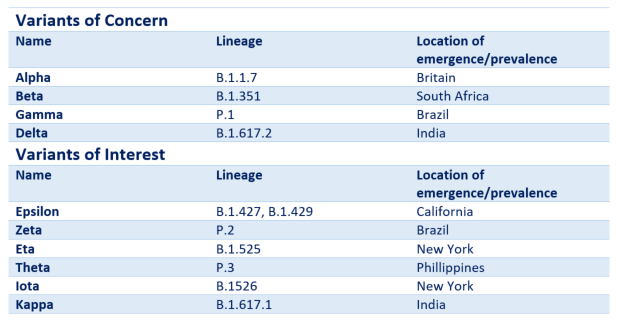 Variants of Concern
Name Lineage Location of
emergence/prevalence
Alpha B.1.1.7 Britain
Beta B.1.351 South Africa
Gamma P.1 Brazil
Delta B.1.617.2 India
Variants of Interest
Name Lineage Location of
emergence/prevalence
Epsilon B.1.427, B.1.429 California
Zeta P.2 Brazil
Eta B.1.525 New York
Theta P.3 Phillippines
Iota B.1526 New York
Kappa B.1.617.1 India